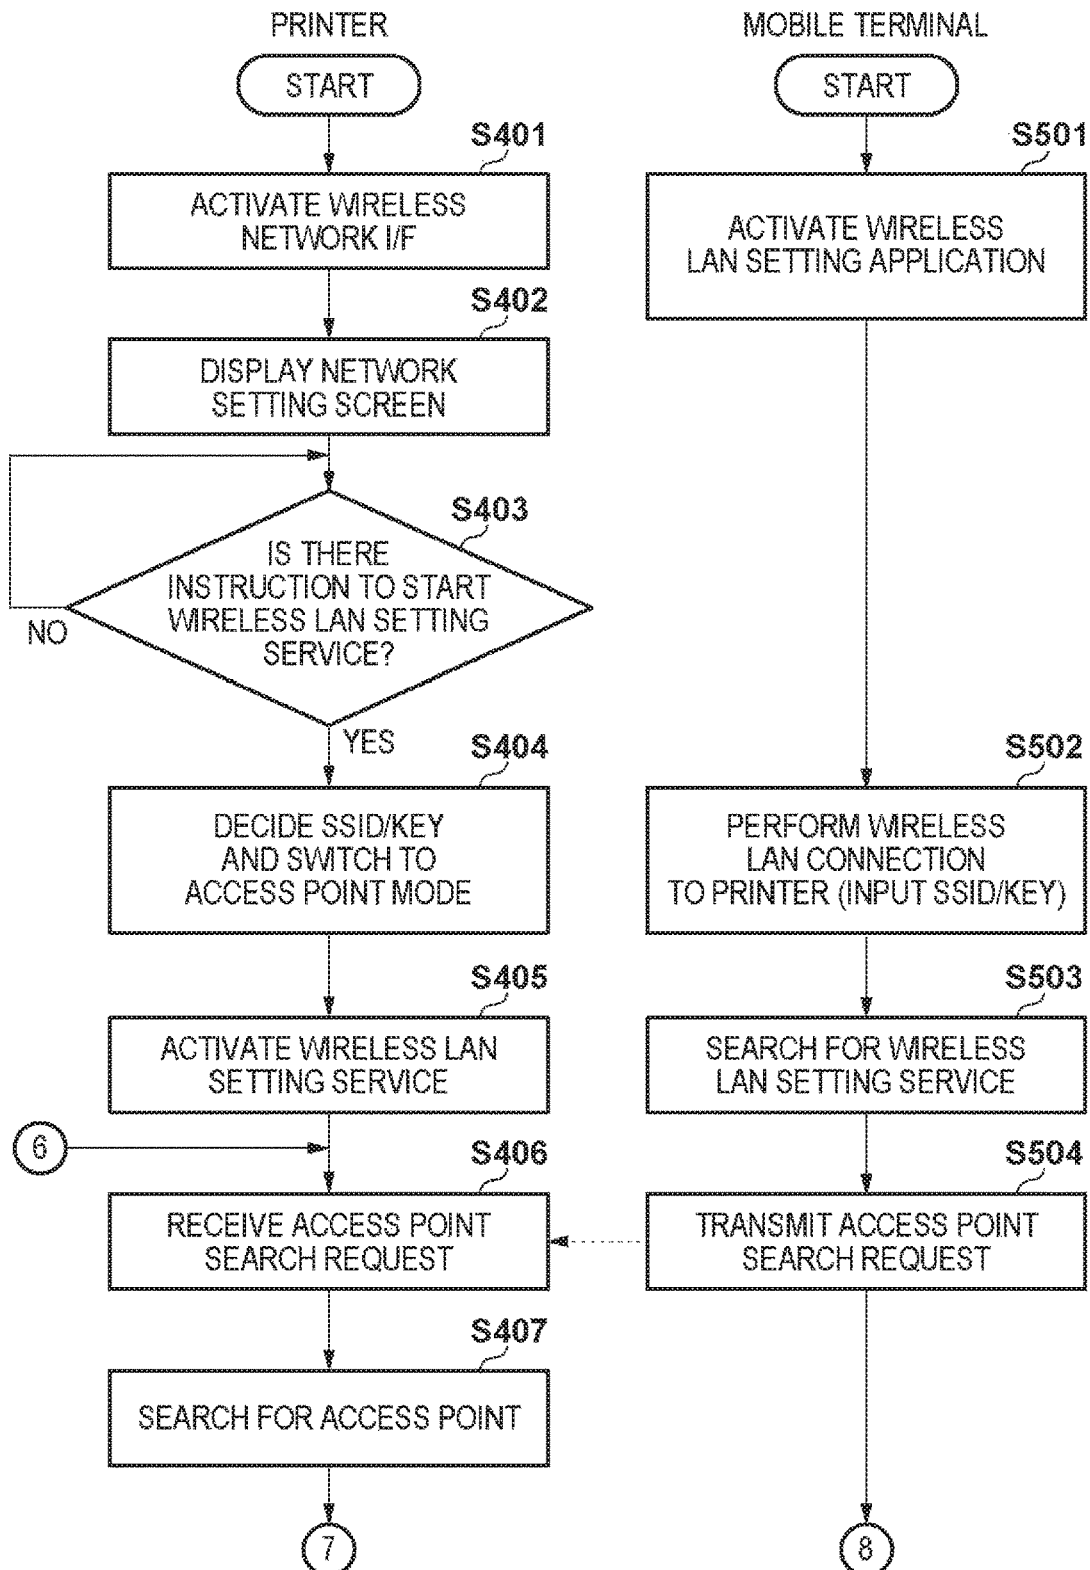 PRINTER
START
S401
ACTIVATE WIRELESS
NETWORK I/F
S402
DISPLAY NETWORK
SETTING SCREEN
S403
IS THERE
INSTRUCTION TO START
WIRELESS LAN SETTING
SERVICE?
NO
YES
S404
DECIDE SSID/KEY
AND SWITCH TO
ACCESS POINT MODE
S405
ACTIVATE WIRELESS LAN
SETTING SERVICE
6
S406
RECEIVE ACCESS POINT
SEARCH REQUEST
S407
SEARCH FOR ACCESS POINT
7
MOBILE TERMINAL
START
S501
ACTIVATE WIRELESS
LAN SETTING APPLICATION
S502
PERFORM WIRELESS
LAN CONNECTION
TO PRINTER (INPUT SSID/KEY)
S503
SEARCH FOR WIRELESS
LAN SETTING SERVICE
S504
TRANSMIT ACCESS POINT
SEARCH REQUEST
8